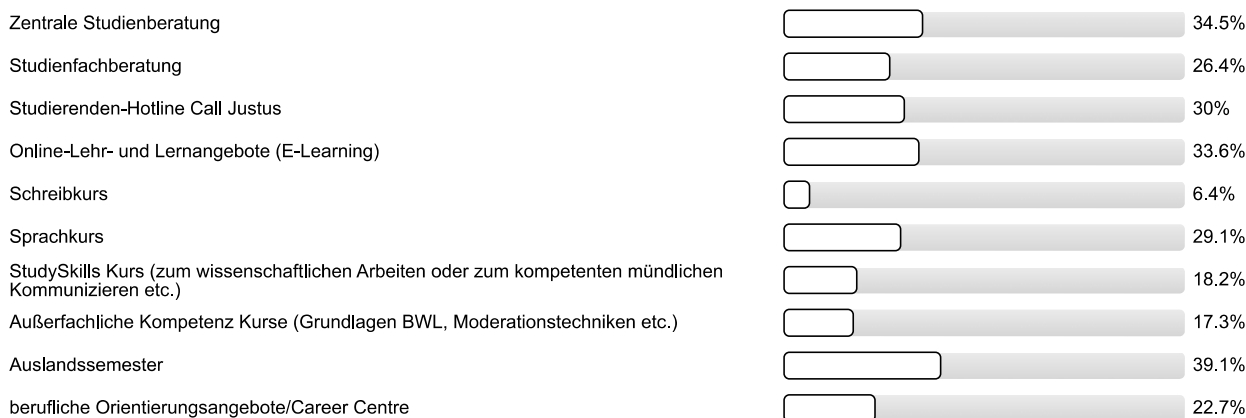 Zentrale Studienberatung 34.5%
Studienfachberatung 26.4%
Studierenden-Hotline Call Justus 30%
Online-Lehr- und Lernangebote (E-Learning) 33.6%
Schreibkurs 6.4%
Sprachkurs 29.1%
StudySkills Kurs (zum wissenschaftlichen Arbeiten oder zum kompetenten mündlichen
Kommunizieren etc.) 18.2%
Außerfachliche Kompetenz Kurse (Grundlagen BWL, Moderationstechniken etc.) 17.3%
Auslandssemester 39.1%
berufliche Orientierungsangebote/Career Centre 22.7%